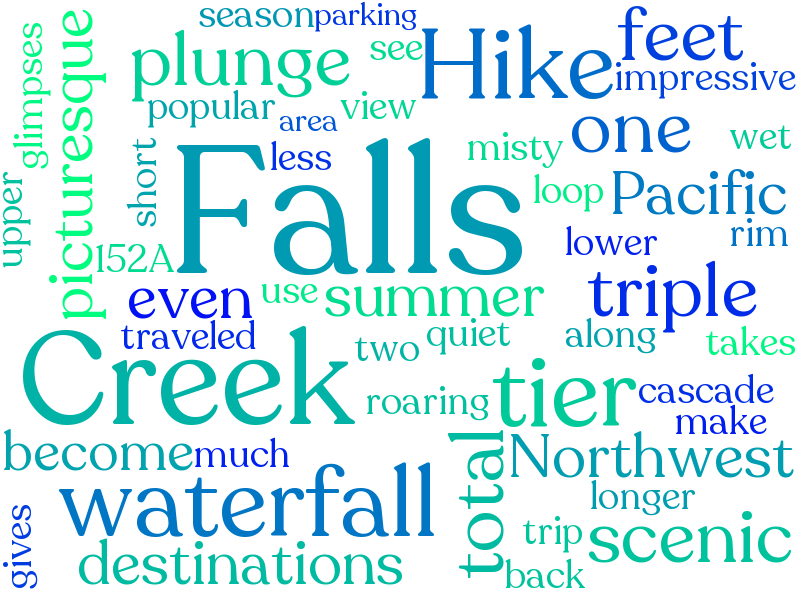 season
parking
glimpses
picturesque
plunge
see
Hike
feet
impressive
popular
area
view
one
wet
less
misty
upper
short
Falls
loop
Pacific
rim
lower
152A
even
use
summer
triple
traveled
two
quiet
along
takes
Creek
roaring
tier
cascade
make
become
much
total
Northwest
waterfall
longer
gives
destinations
trip
scenic
back